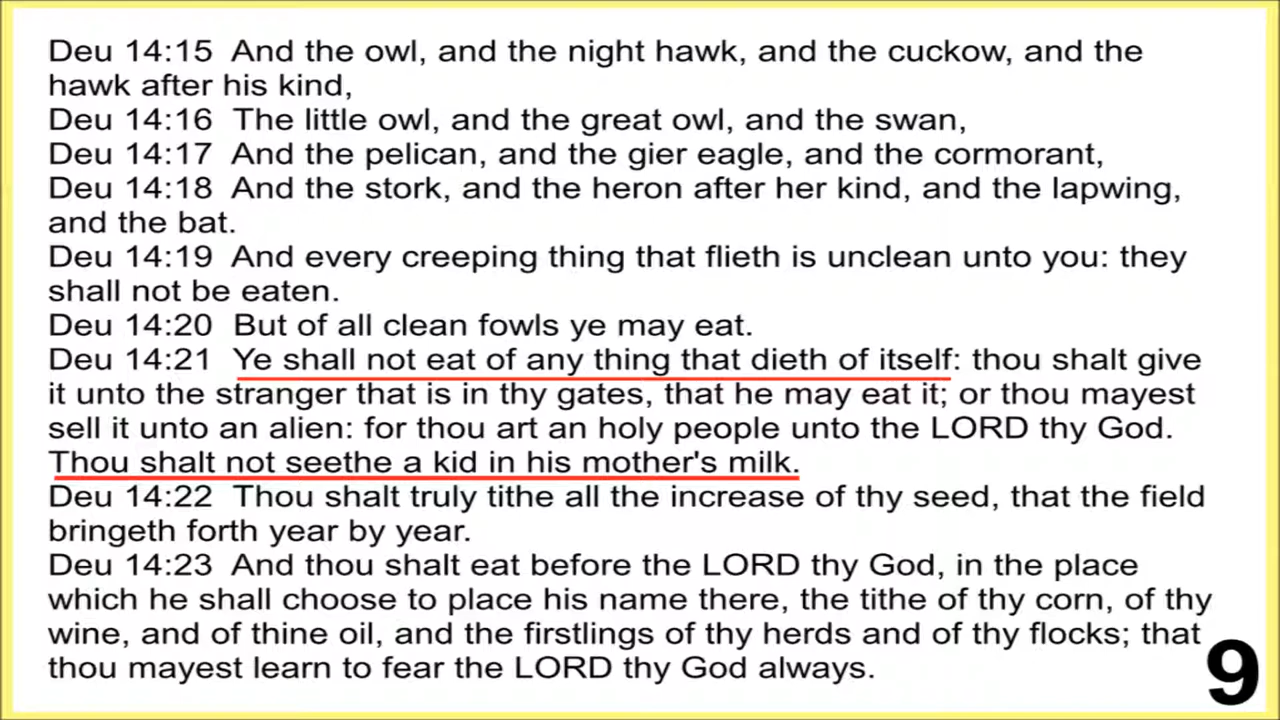 Deu 14:15  And the owl, and the night hawk, and the cuckow, and the
hawk after his kind,
Deu 14:16  The little owl, and the great owl, and the swan,
Deu 14:17  And the pelican, and the gier eagle, and the cormorant,
Deu 14:18  And the stork, and the heron after her kind, and the lapwing,
and the bat.
Deu 14:19  And every creeping thing that flieth is unclean unto you: they
shall not be eaten.
Deu 14:20  But of all clean fowls ye may eat.
Deu 14:21  Ye shall not eat of any thing that dieth of itself: thou shalt give
it unto the stranger that is in thy gates, that he may eat it; or thou mayest
sell it unto an alien: for thou art an holy people unto the LORD thy God.
Thou shalt not seethe a kid in his mother's milk.
Deu 14:22  Thou shalt truly tithe all the increase of thy seed, that the field
bringeth forth year by year.
Deu 14:23  And thou shalt eat before the LORD thy God, in the place
which he shall choose to place his name there, the tithe of thy corn, of thy
wine, and of thine oil, and the firstlings of thy herds and of thy flocks; that
thou mayest learn to fear the LORD thy God always.
9